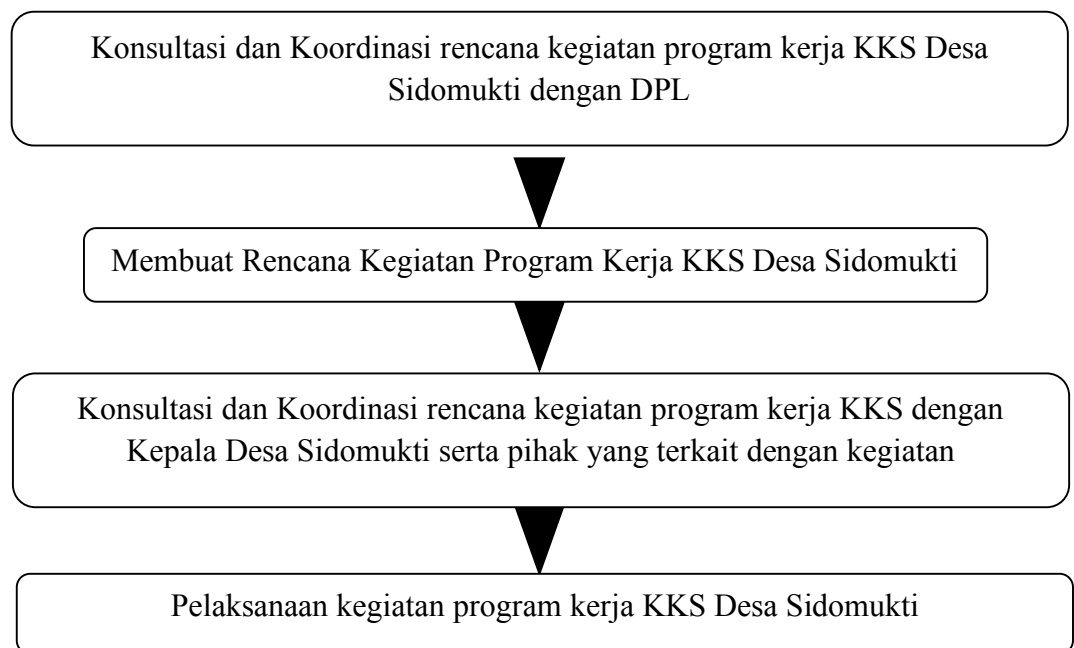 Konsultasi dan Koordinasi rencana kegiatan program kerja KKS Desa
Sidomukti dengan DPL
Membuat Rencana Kegiatan Program Kerja KKS Desa Sidomukti
Konsultasi dan Koordinasi rencana kegiatan program kerja KKS dengan
Kepala Desa Sidomukti serta pihak yang terkait dengan kegiatan
Pelaksanaan kegiatan program kerja KKS Desa Sidomukti